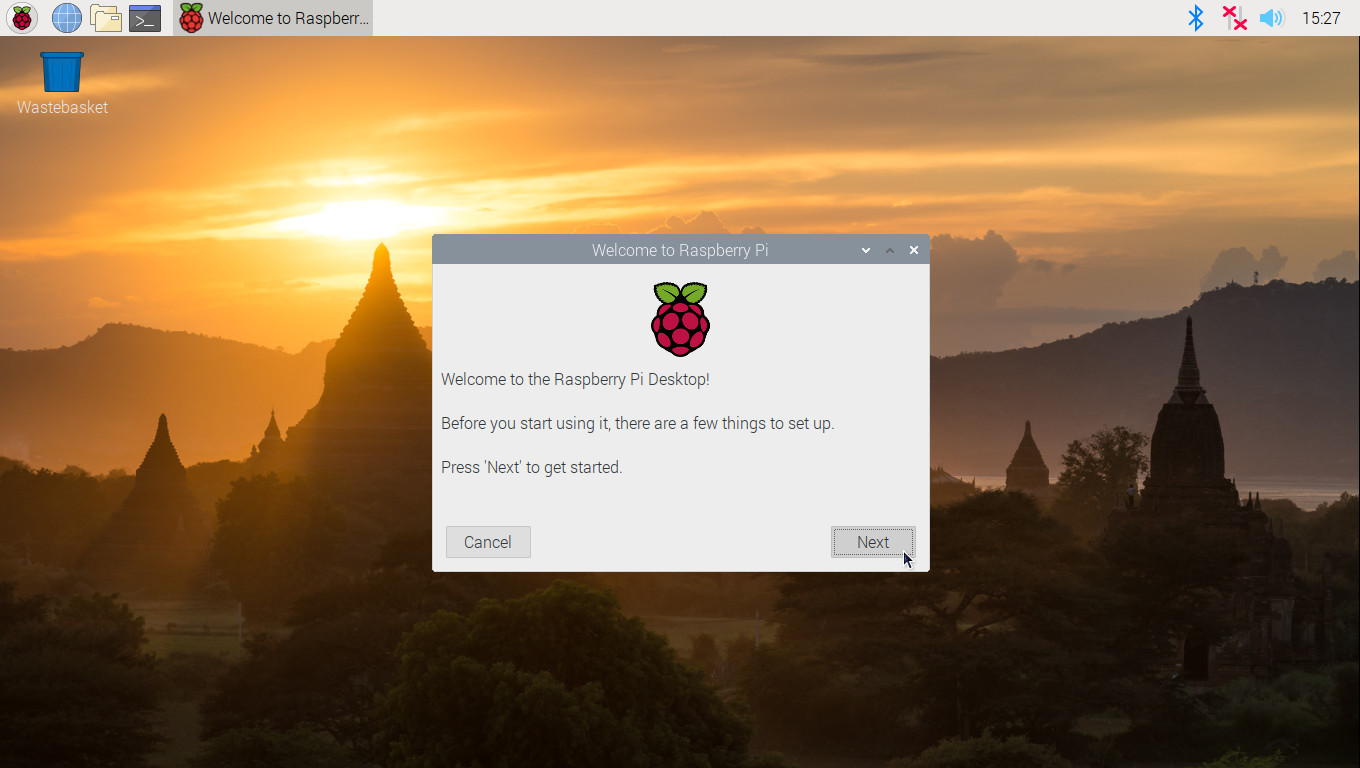 Welcome to Raspberr...
15:27
Wastebasket
Welcome to Raspberry Pi
Welcome to the Raspberry Pi Desktop!
Before you start using it, there are a few things to set up.
Press 'Next' to get started.
Cancel
Next